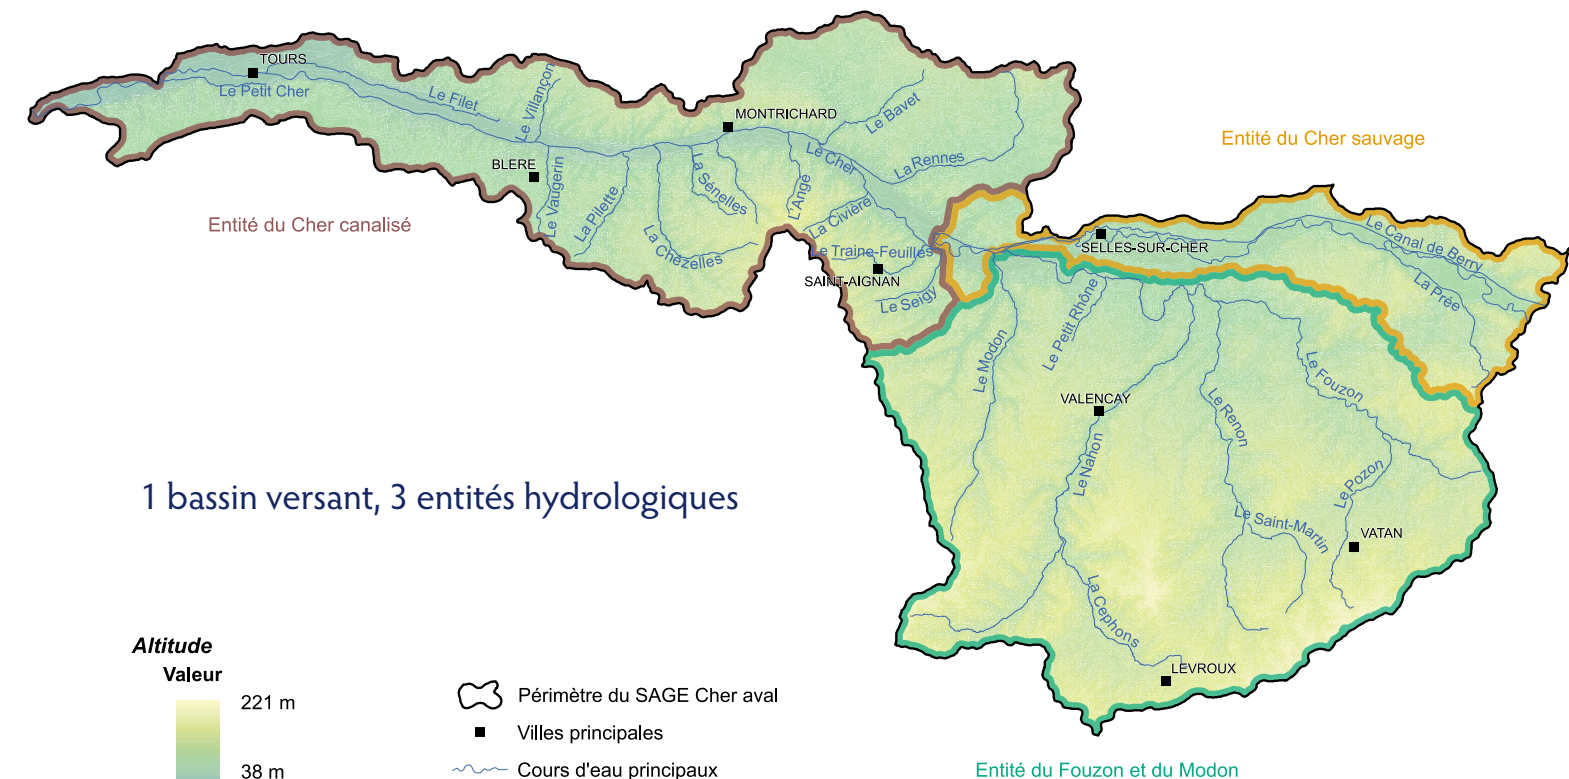 TOURS
Le Petit Cher
Le Filet
Le Villançon
MONTRICHARD
Le Bavet
Le Cher
La Rennes
Entité du Cher sauvage
BLERE
Le Vaugerin
La Pilette
La Sénelles
L'Ange
La Civière
Entité du Cher canalisé
La Chézelles
Le Traine-Feuilles
SAINT-AIGNAN
Le Seigy
SELLES-SUR-CHER
Le Canal de Berry
La Prée
Le Modon
Le Petit Rhône
Le Fouzon
VALENCAY
Le Renon
Le Nahon
Le Pozon
1 bassin versant, 3 entités hydrologiques
Le Saint-Martin
VATAN
La Cephons
LEVROUX
Altitude
Valeur
221 m
38 m
Périmètre du SAGE Cher aval
Villes principales
Cours d'eau principaux
Entité du Fouzon et du Modon